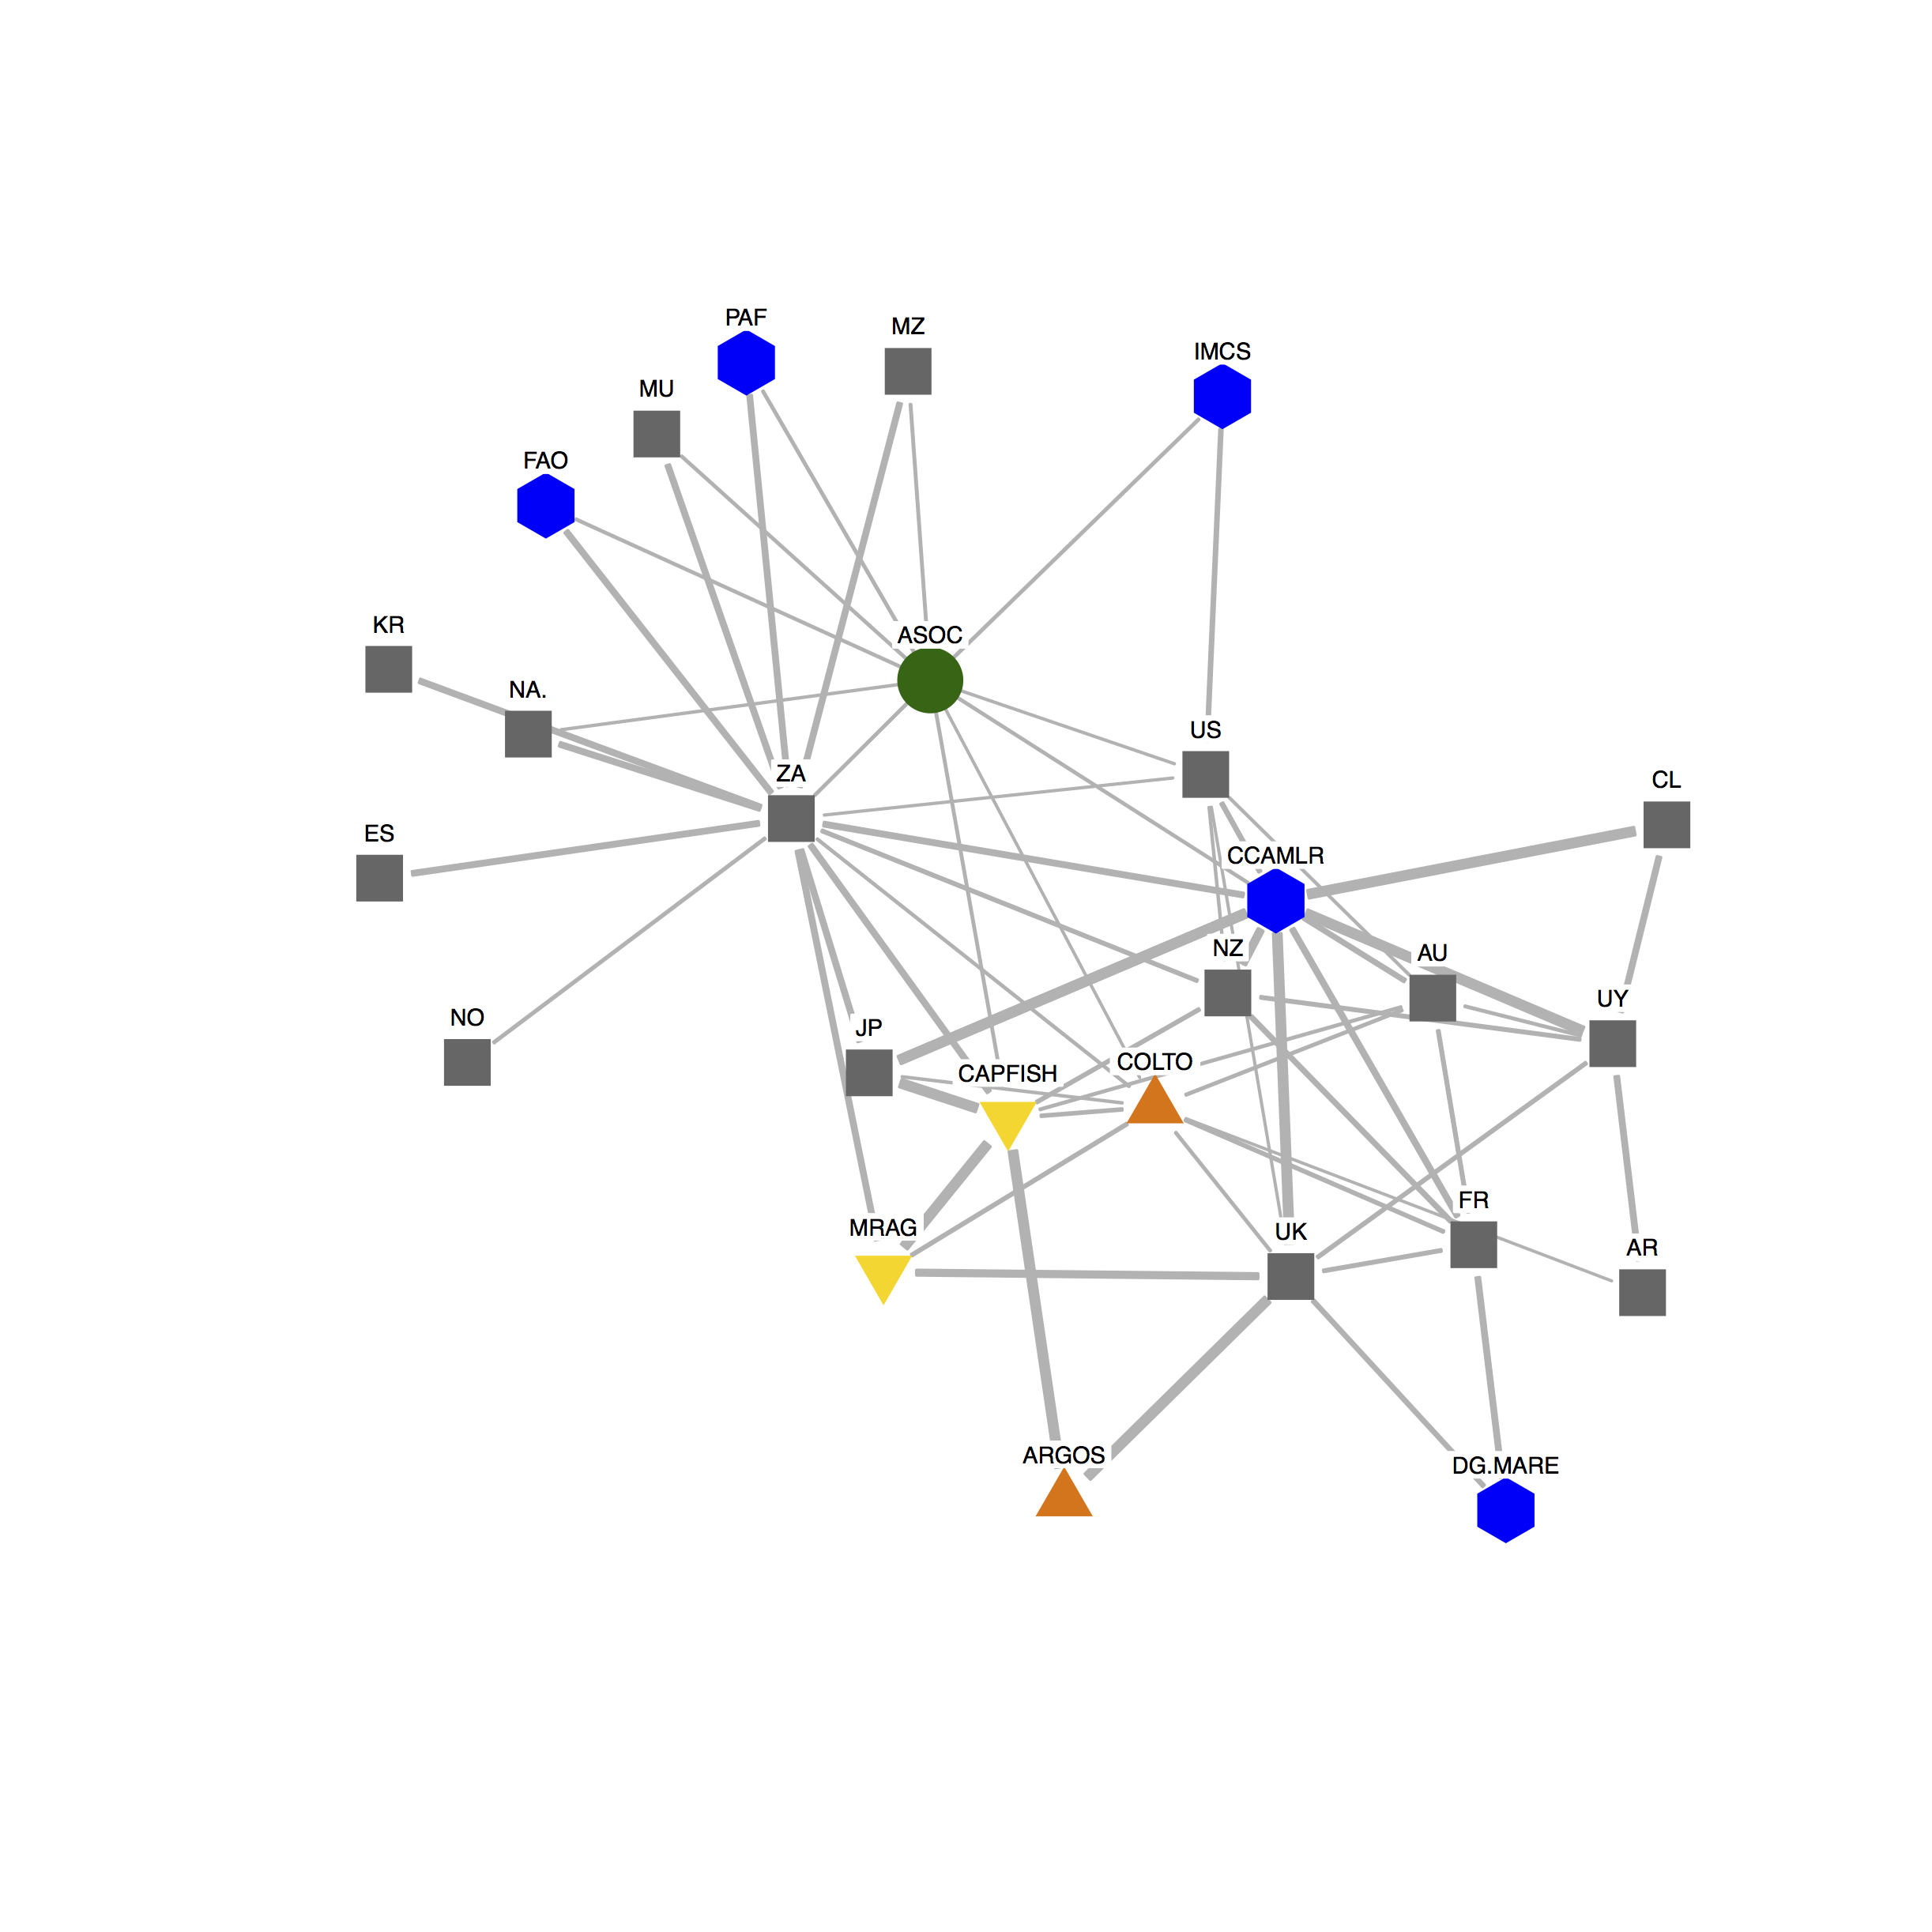 PAF
MZ
IMCS
MU
FAO
KR
ASOC
NA.
US
ZA
CL
ES
CCAMLR
NZ
AU
UY
NO
JP
COLTO
CAPFISH
FR
MRAG
UK
AR
ARGOS
DG.MARE